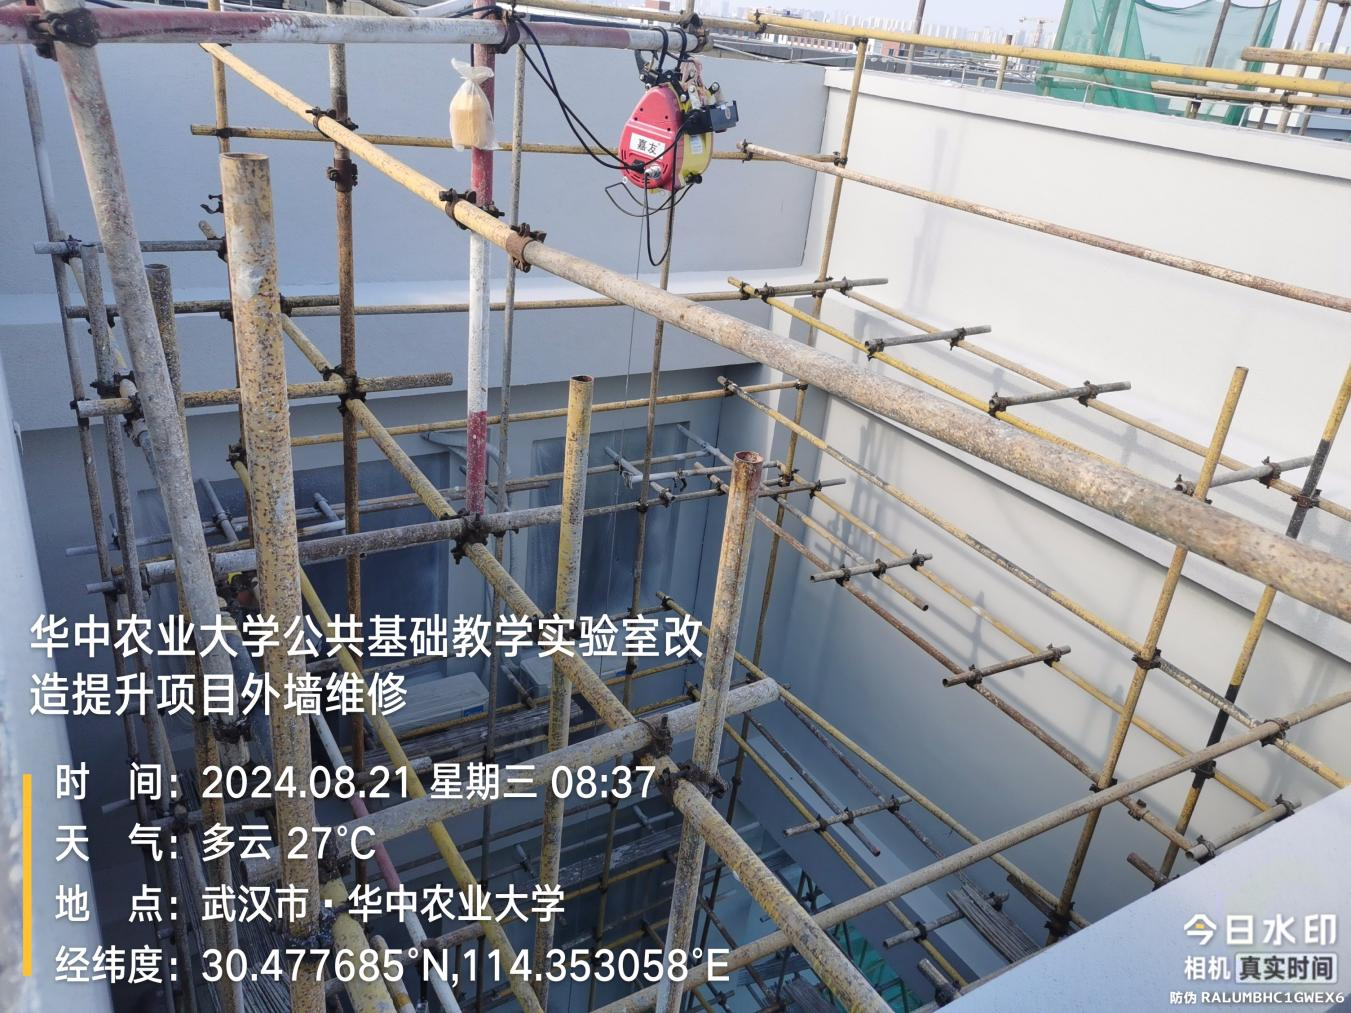 嘉友
华中农业大学公共基础教学实验室改
造提升项目外墙维修
时 间：2024.08.21 星期三 08:37
天 气：多云 27°C
地 点：武汉市·华中农业大学
经纬度：30.477685°N,114.353058°E
今日水印
相机 真实时间
防伪 RALUMBHC1GWEX6